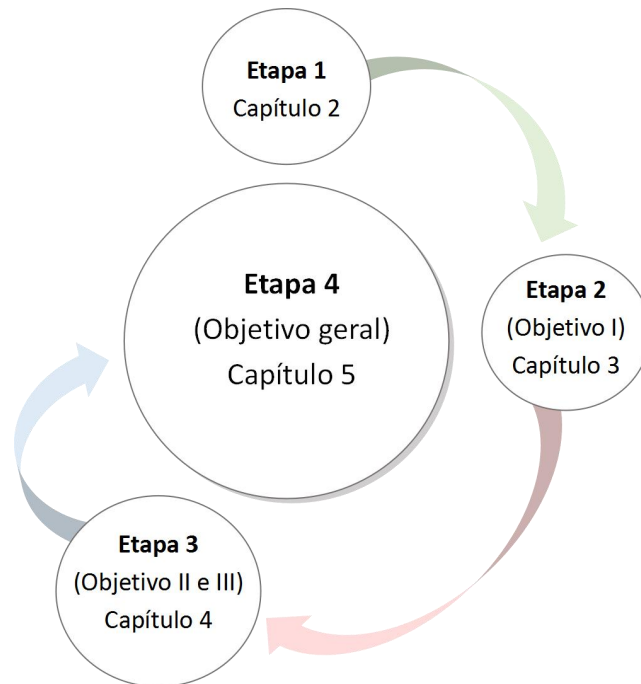 Etapa 1
Capítulo 2
Etapa 2
(Objetivo I)
Capítulo 3
Etapa 3
(Objetivo II e III)
Capítulo 4
Etapa 4
(Objetivo geral)
Capítulo 5